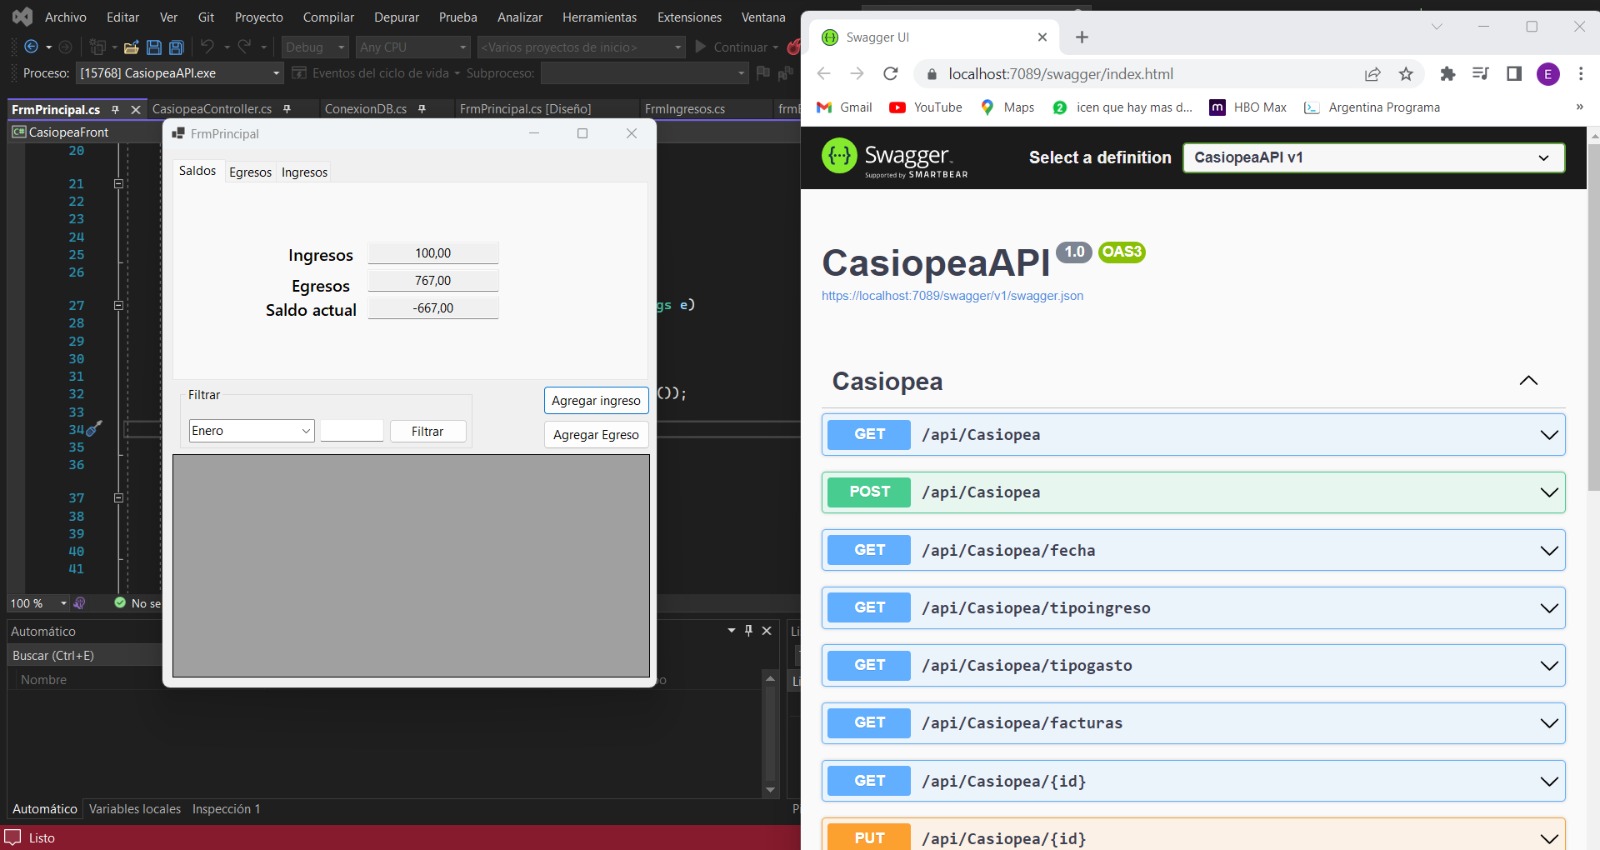 Archivo Editar Ver Git Proyecto Compilar Depurar Prueba Analizar Herramientas Extensiones Ventana
Debug Any CPU <Varios proyectos de inicio> Continuar
Proceso: [15768] CasiopeaAPI.exe Eventos del ciclo de vida Subproceso:
FrmPrincipal.cs CasiopeaController.cs ConexionDB.cs FrmPrincipal.cs [Diseño] FrmIngresos.cs
C# CasiopeaFront
20
21
22
23
24
25
26
27 gs e)
28
29
30
31
32 ());
33
34
35
36
37
38
39
40
41
100 % No se
Automático
Buscar (Ctrl+E)
Nombre
Automático Variables locales Inspección 1
Listo
FrmPrincipal
Saldos Egresos Ingresos
Ingresos 100,00
Egresos 767,00
Saldo actual -667,00
Filtrar
Enero Filtrar
Agregar ingreso
Agregar Egreso
Swagger UI
localhost:7089/swagger/index.html
E
Gmail YouTube Maps 2 icen que hay mas d... m HBO Max Argentina Programa »
{··} Swagger
Supported by SMARTBEAR
Select a definition CasiopeaAPI v1
CasiopeaAPI 1.0 OAS3
https://localhost:7089/swagger/v1/swagger.json
Casiopea
GET /api/Casiopea
POST /api/Casiopea
GET /api/Casiopea/fecha
GET /api/Casiopea/tipoingreso
GET /api/Casiopea/tipogasto
GET /api/Casiopea/facturas
GET /api/Casiopea/{id}
PUT /api/Casiopea/{id}